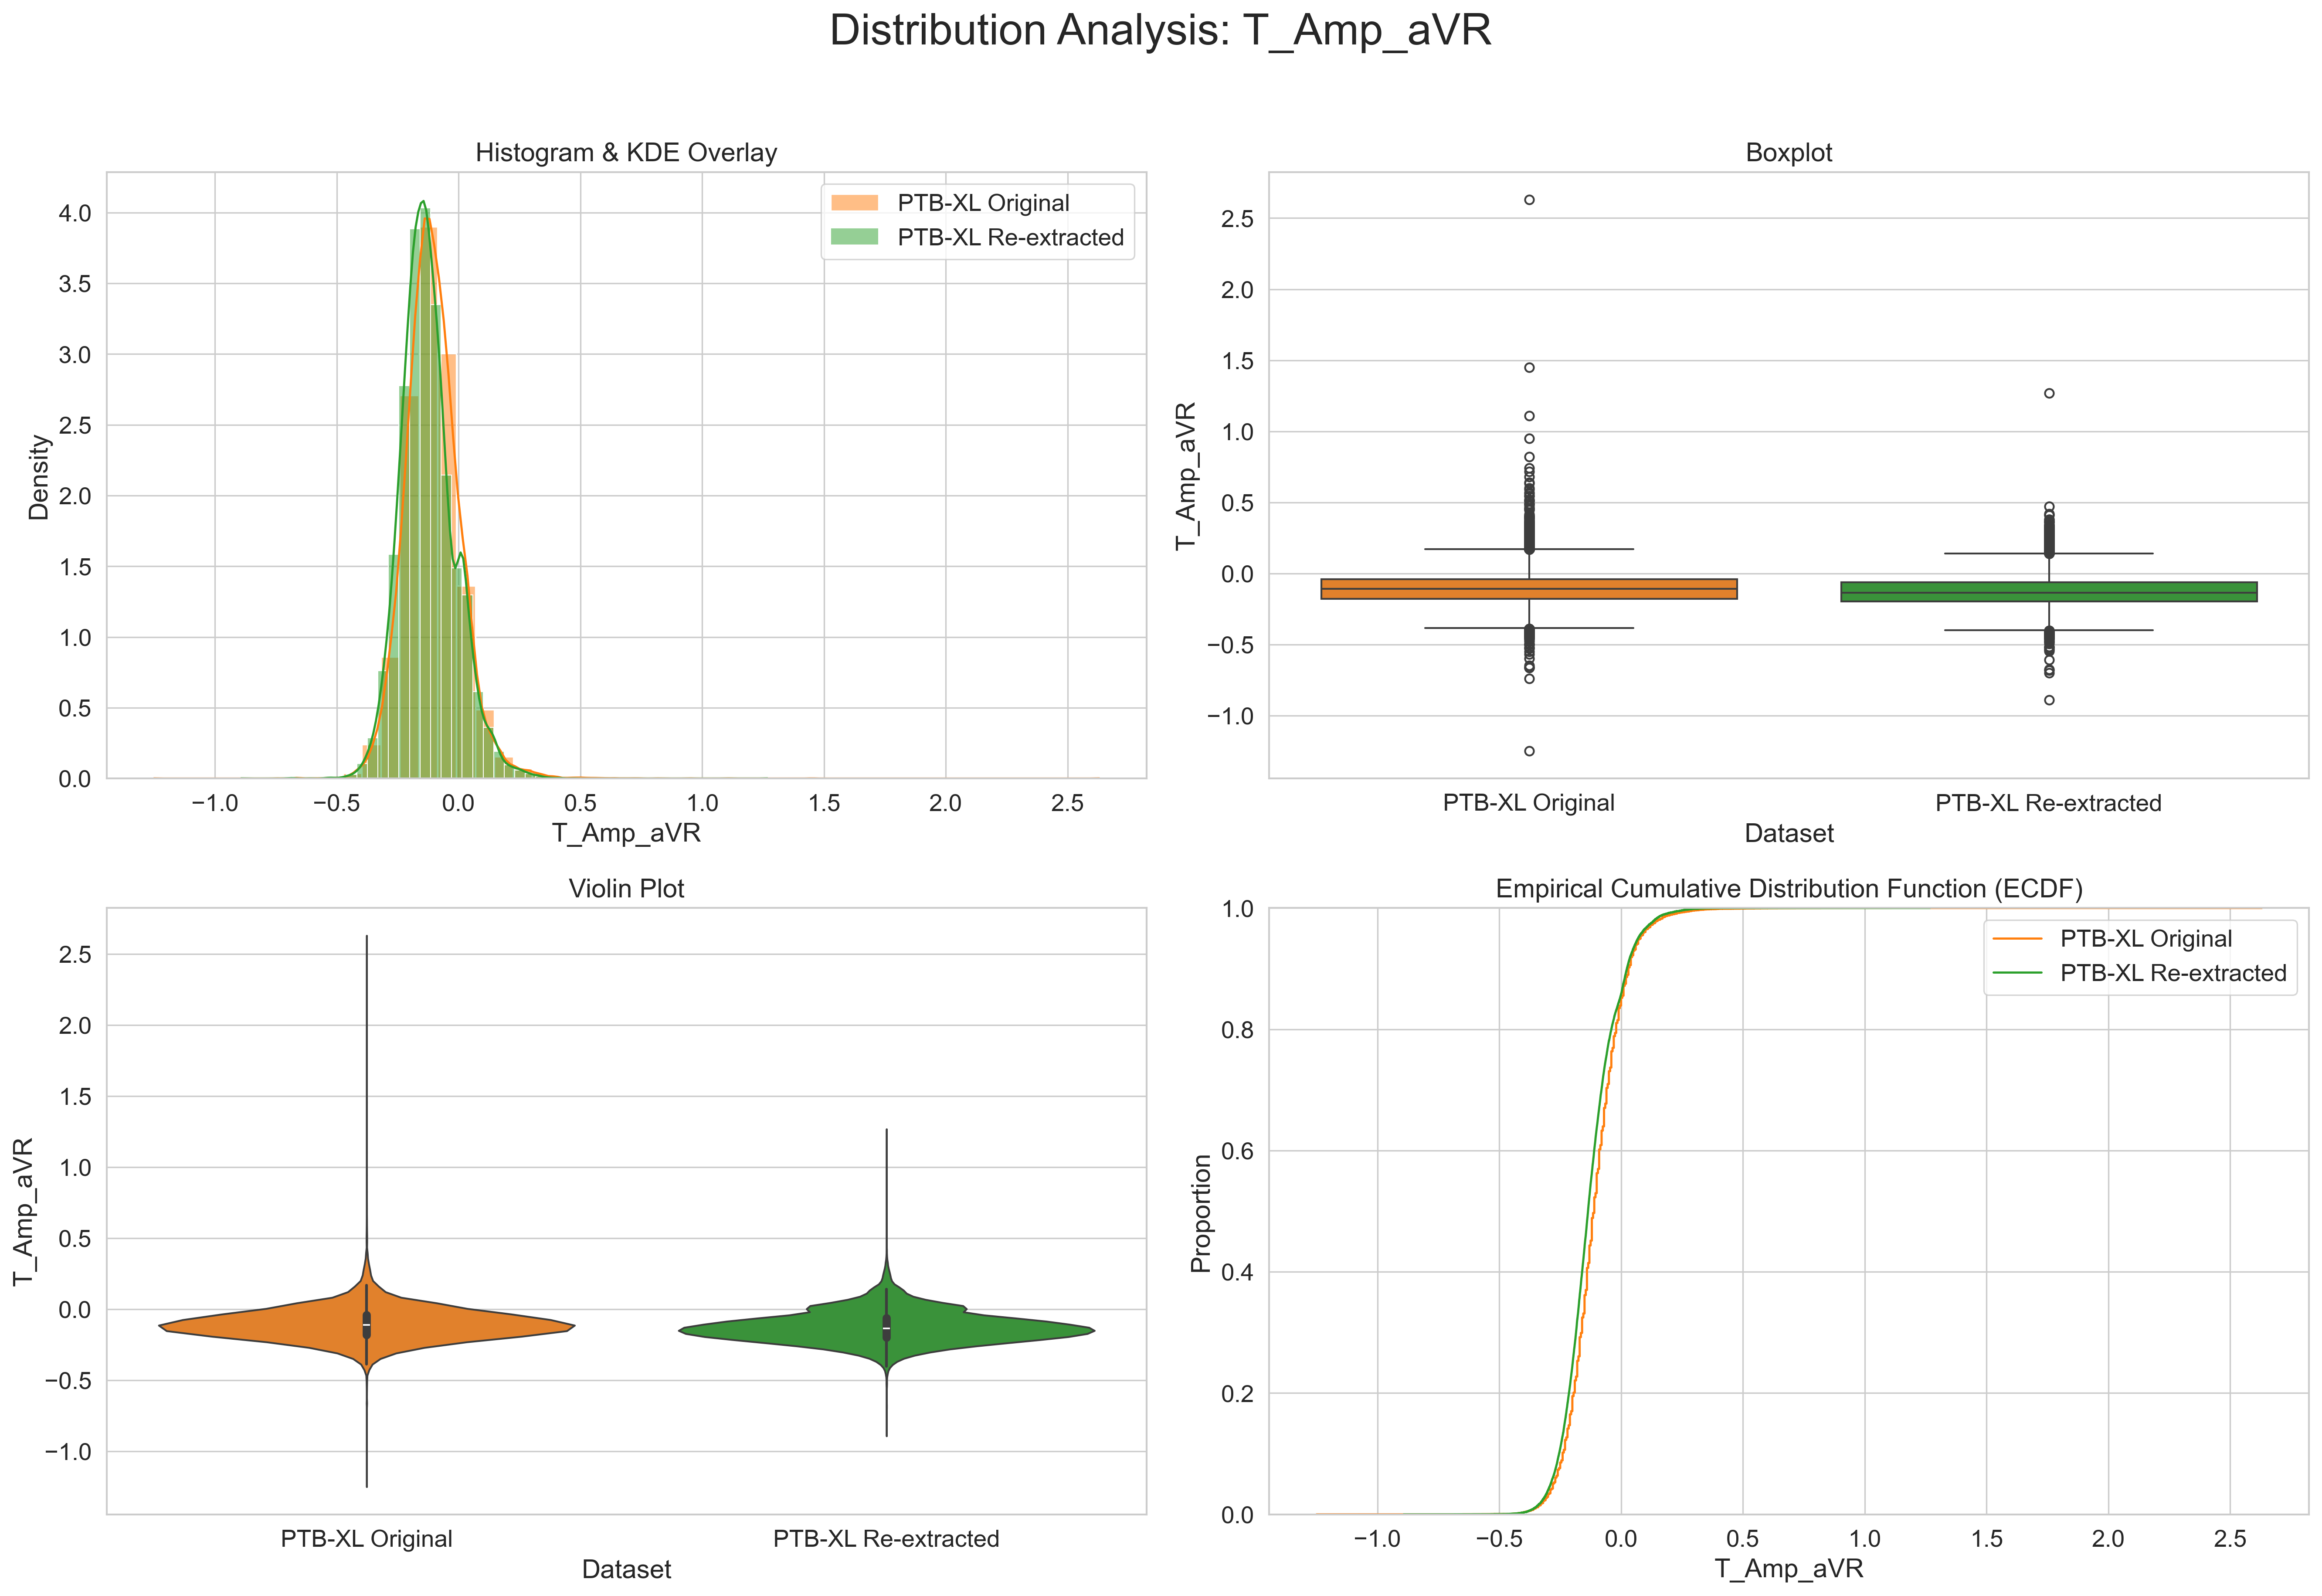 Distribution Analysis: T_Amp_aVR
Histogram & KDE Overlay
PTB-XL Original
PTB-XL Re-extracted
4.0
3.5
3.0
2.5
2.0
1.5
1.0
0.5
0.0
Density
−1.0 −0.5 0.0 0.5 1.0 1.5 2.0 2.5
T_Amp_aVR
Boxplot
2.5
2.0
1.5
1.0
0.5
0.0
−0.5
−1.0
T_Amp_aVR
PTB-XL Original PTB-XL Re-extracted
Dataset
Violin Plot
2.5
2.0
1.5
1.0
0.5
0.0
−0.5
−1.0
T_Amp_aVR
PTB-XL Original PTB-XL Re-extracted
Dataset
Empirical Cumulative Distribution Function (ECDF)
PTB-XL Original
PTB-XL Re-extracted
1.0
0.8
0.6
0.4
0.2
0.0
Proportion
−1.0 −0.5 0.0 0.5 1.0 1.5 2.0 2.5
T_Amp_aVR